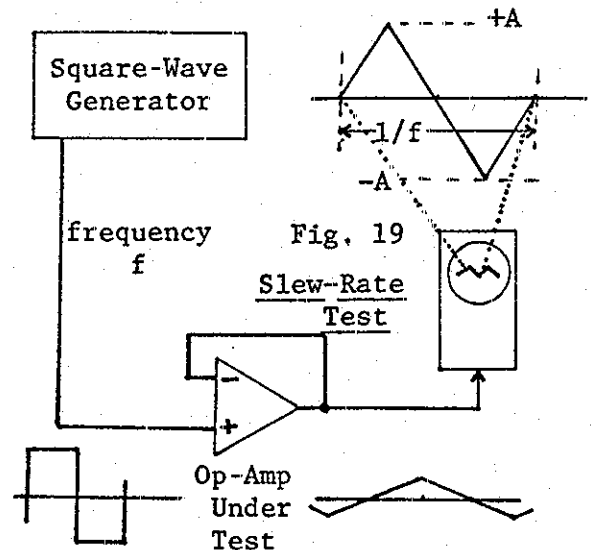 Square-Wave
Generator
+A
1/f
-A
frequency
f
Fig. 19
Slew-Rate
Test
-
+
Op-Amp
Under
Test